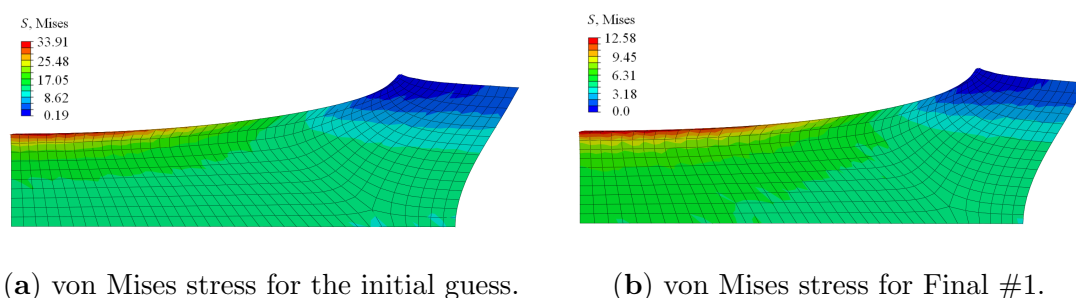 S, Mises
33.91
25.48
17.05
8.62
0.19
S, Mises
12.58
9.45
6.31
3.18
0.0
(a) von Mises stress for the initial guess.
(b) von Mises stress for Final #1.